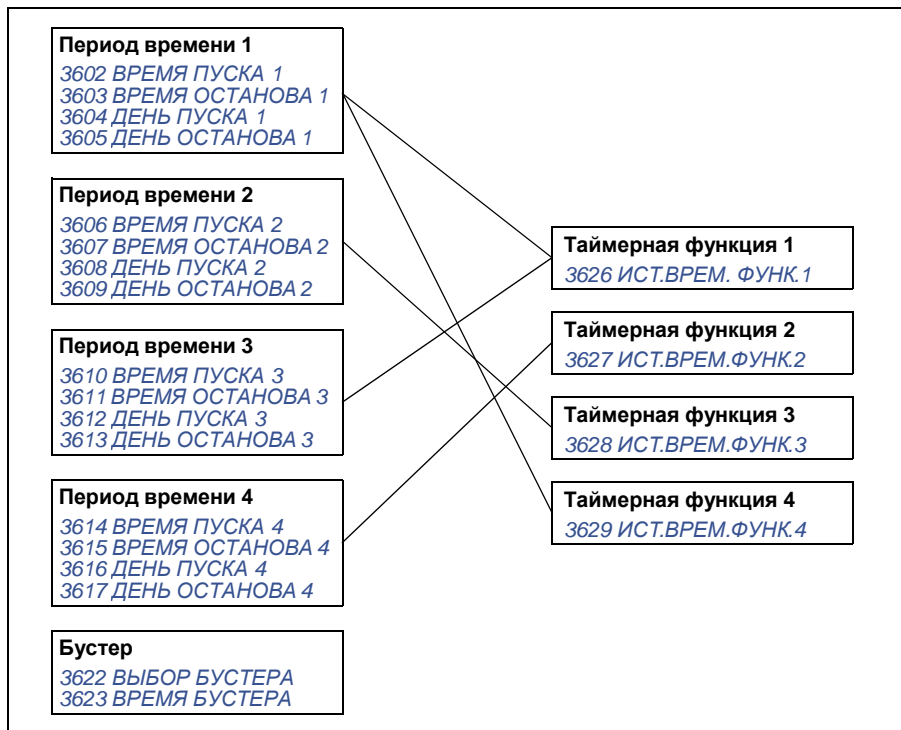 Период времени 1
3602 ВРЕМЯ ПУСКА 1
3603 ВРЕМЯ ОСТАНОВА 1
3604 ДЕНЬ ПУСКА 1
3605 ДЕНЬ ОСТАНОВА 1
Период времени 2
3606 ВРЕМЯ ПУСКА 2
3607 ВРЕМЯ ОСТАНОВА 2
3608 ДЕНЬ ПУСКА 2
3609 ДЕНЬ ОСТАНОВА 2
Период времени 3
3610 ВРЕМЯ ПУСКА 3
3611 ВРЕМЯ ОСТАНОВА 3
3612 ДЕНЬ ПУСКА 3
3613 ДЕНЬ ОСТАНОВА 3
Период времени 4
3614 ВРЕМЯ ПУСКА 4
3615 ВРЕМЯ ОСТАНОВА 4
3616 ДЕНЬ ПУСКА 4
3617 ДЕНЬ ОСТАНОВА 4
Бустер
3622 ВЫБОР БУСТЕРА
3623 ВРЕМЯ БУСТЕРА
Таймерная функция 1
3626 ИСТ.ВРЕМ. ФУНК.1
Таймерная функция 2
3627 ИСТ.ВРЕМ.ФУНК.2
Таймерная функция 3
3628 ИСТ.ВРЕМ.ФУНК.3
Таймерная функция 4
3629 ИСТ.ВРЕМ.ФУНК.4